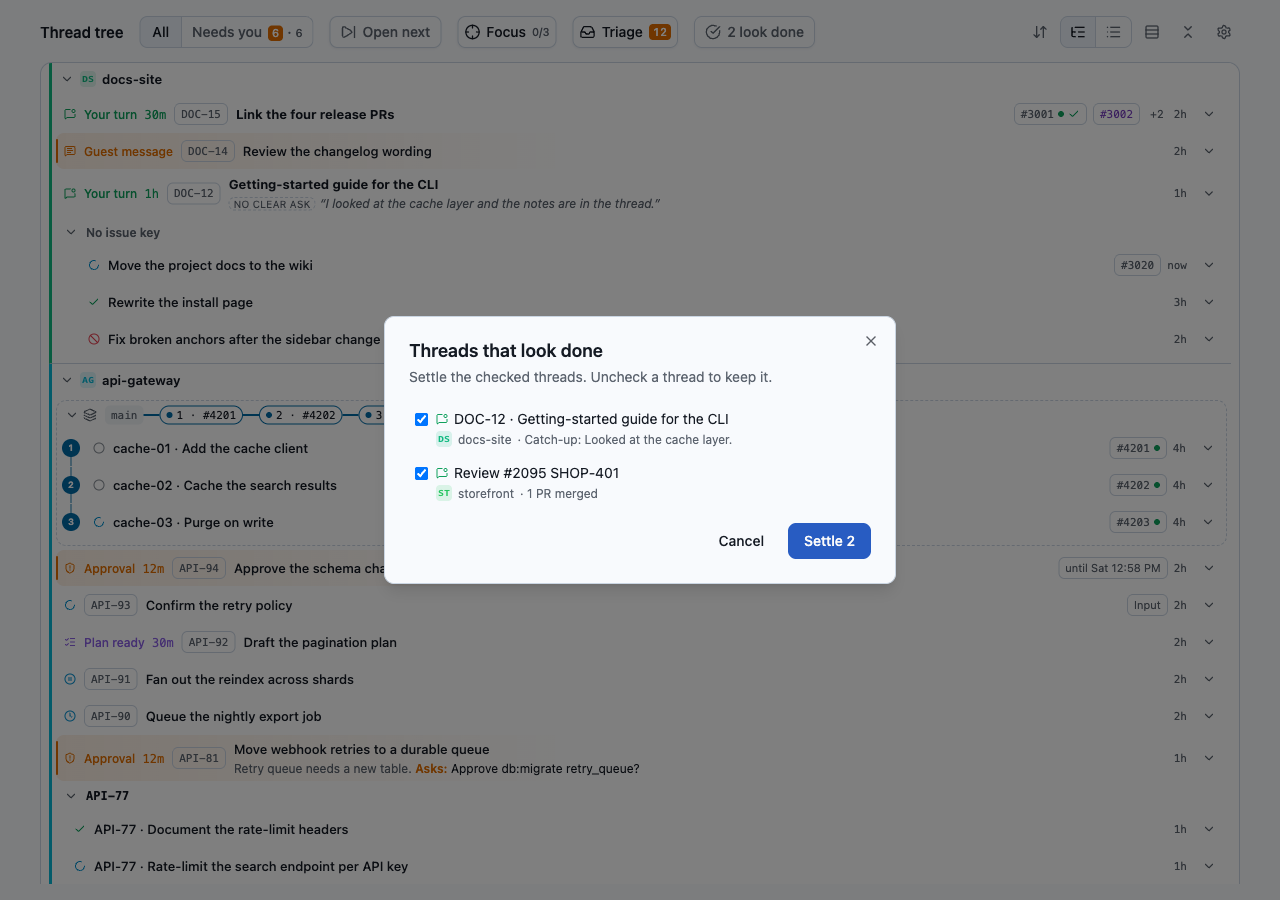 Thread tree
All
Needs you 6 · 6
Open next
Focus 0/3
Triage 12
2 look done
DS docs-site
Your turn 30m DOC-15 Link the four release PRs #3001 #3002 +2 2h
Guest message DOC-14 Review the changelog wording 2h
Your turn 1h DOC-12 Getting-started guide for the CLI 1h
NO CLEAR ASK “I looked at the cache layer and the notes are in the thread.”
No issue key
Move the project docs to the wiki #3020 now
Rewrite the install page 3h
Fix broken anchors after the sidebar change 2h
AG api-gateway
main 1 · #4201 2 · #4202 3
1 cache-01 · Add the cache client #4201 4h
2 cache-02 · Cache the search results #4202 4h
3 cache-03 · Purge on write #4203 4h
Approval 12m API-94 Approve the schema cha until Sat 12:58 PM 2h
API-93 Confirm the retry policy Input 2h
Plan ready 30m API-92 Draft the pagination plan 2h
API-91 Fan out the reindex across shards 2h
API-90 Queue the nightly export job 2h
Approval 12m API-81 Move webhook retries to a durable queue 1h
Retry queue needs a new table. Asks: Approve db:migrate retry_queue?
API-77
API-77 · Document the rate-limit headers 1h
API-77 · Rate-limit the search endpoint per API key 1h
Threads that look done
Settle the checked threads. Uncheck a thread to keep it.
DOC-12 · Getting-started guide for the CLI
DS docs-site · Catch-up: Looked at the cache layer.
Review #2095 SHOP-401
ST storefront · 1 PR merged
Cancel
Settle 2